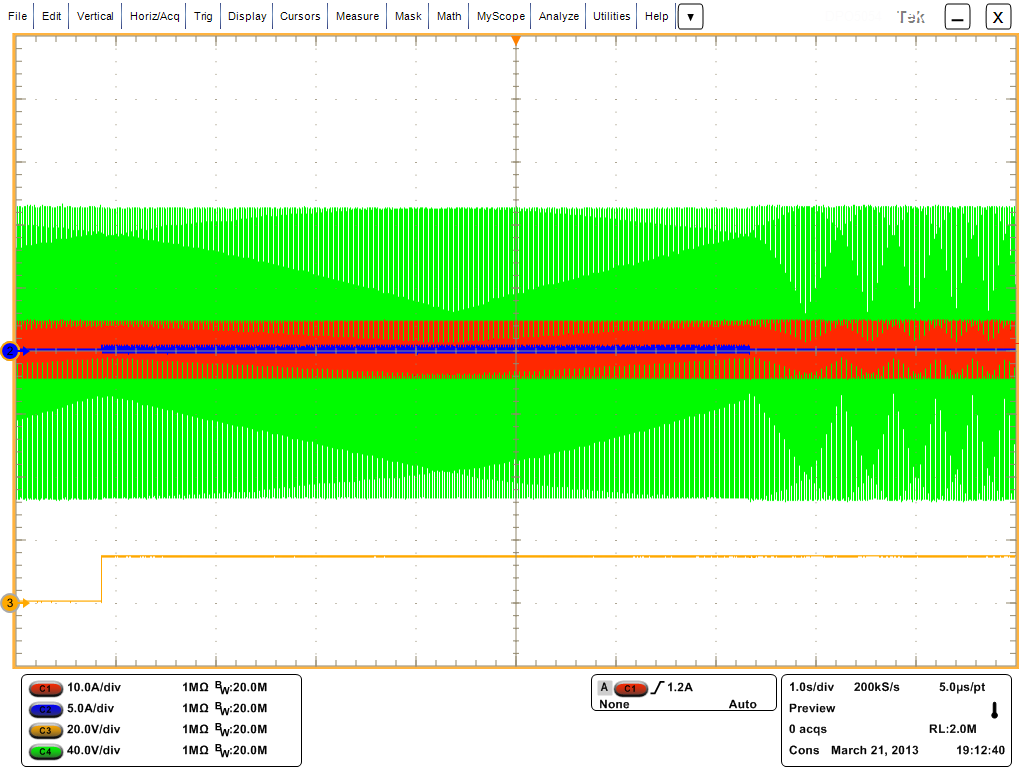 File Edit Vertical Horiz/Acq Trig Display Cursors Measure Mask Math MyScope Analyze Utilities Help ▼ Tek X
2
3
C1 10.0A/div 1MΩ BW:20.0M
C2 5.0A/div 1MΩ BW:20.0M
C3 20.0V/div 1MΩ BW:20.0M
C4 40.0V/div 1MΩ BW:20.0M
A C1 1.2A
None Auto
1.0s/div 200kS/s 5.0µs/pt
Preview
0 acqs RL:2.0M
Cons March 21, 2013 19:12:40